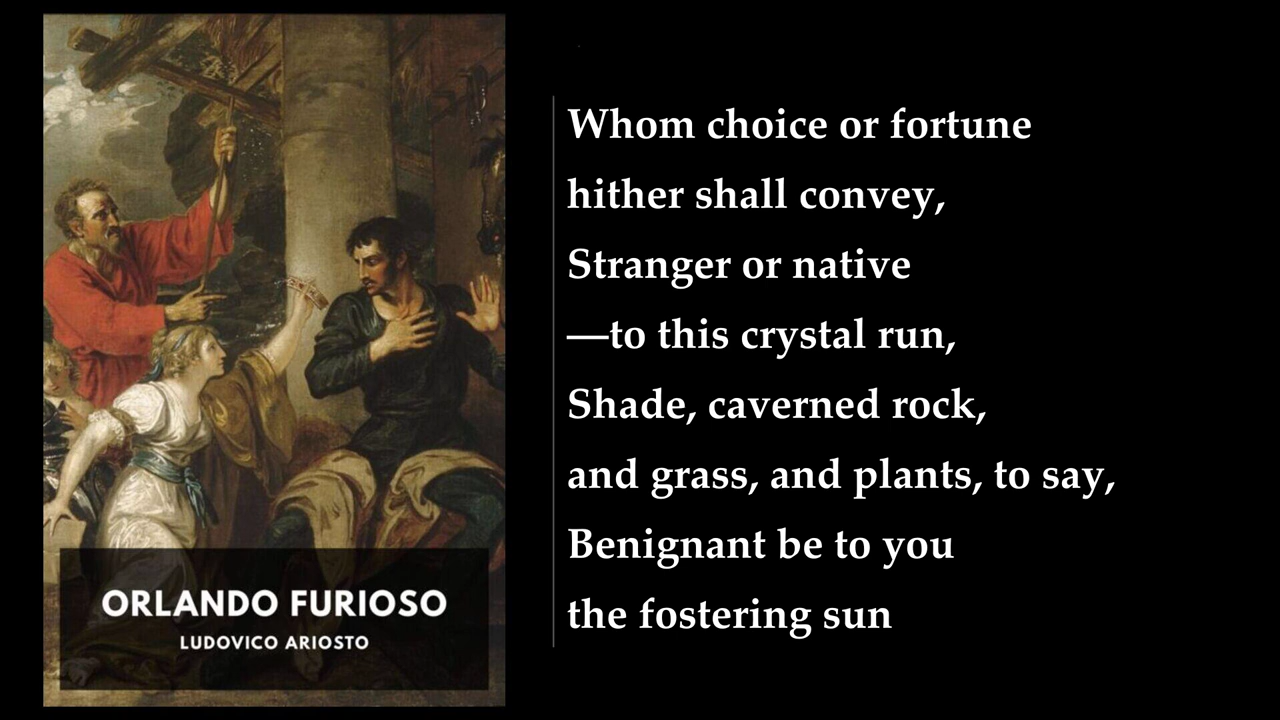 ORLANDO FURIOSO
LUDOVICO ARIOSTO
Whom choice or fortune
hither shall convey,
Stranger or native
—to this crystal run,
Shade, caverned rock,
and grass, and plants, to say,
Benignant be to you
the fostering sun